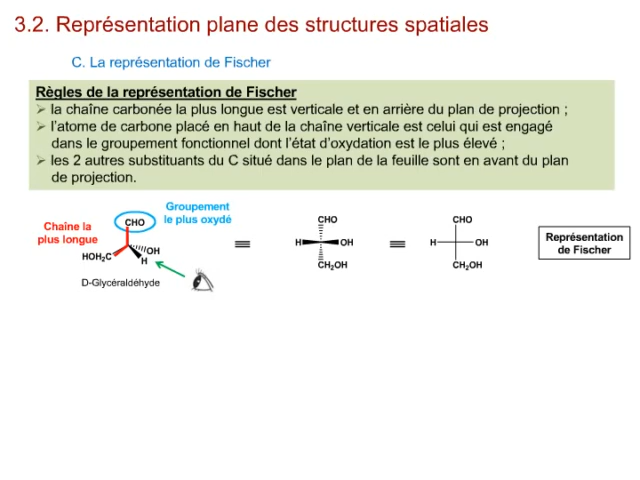 3.2. Représentation plane des structures spatiales
C. La représentation de Fischer
Règles de la représentation de Fischer
➢ la chaîne carbonée la plus longue est verticale et en arrière du plan de projection ;
➢ l'atome de carbone placé en haut de la chaîne verticale est celui qui est engagé
dans le groupement fonctionnel dont l'état d'oxydation est le plus élevé ;
➢ les 2 autres substituants du C situé dans le plan de la feuille sont en avant du plan
de projection.
Groupement
le plus oxydé
Chaîne la
plus longue
CHO
HOH₂C
OH
H
D-Glycéraldéhyde
CHO
H OH
CH₂OH
CHO
H OH
CH₂OH
Représentation
de Fischer